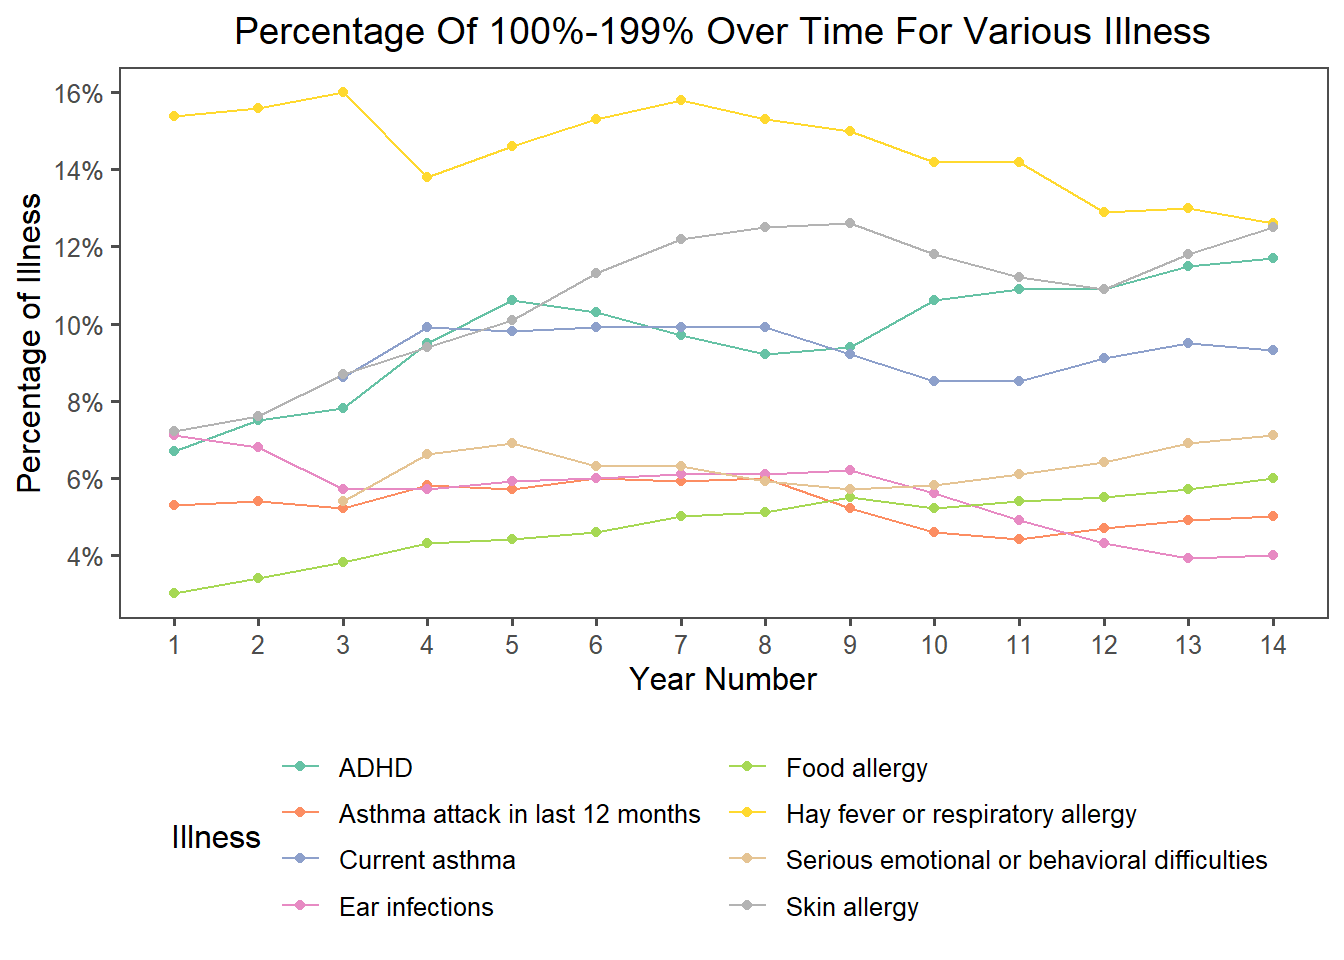 Percentage Of 100%-199% Over Time For Various Illness
Percentage of Illness
16%
14%
12%
10%
8%
6%
4%
1 2 3 4 5 6 7 8 9 10 11 12 13 14
Year Number
Illness
ADHD
Asthma attack in last 12 months
Current asthma
Ear infections
Food allergy
Hay fever or respiratory allergy
Serious emotional or behavioral difficulties
Skin allergy